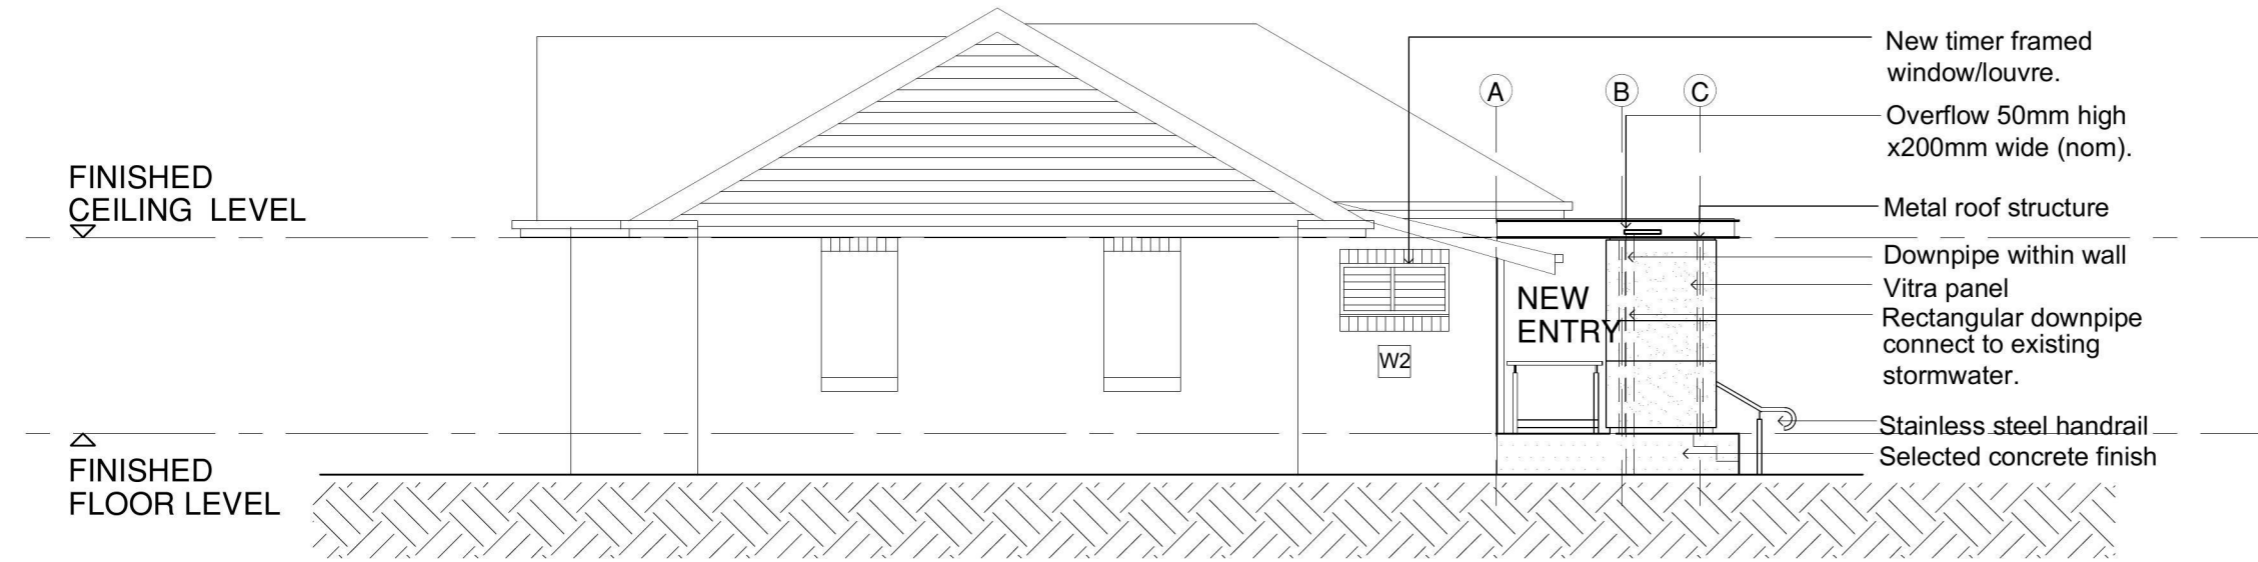 FINISHED
CEILING LEVEL
FINISHED
FLOOR LEVEL
A
B
C
W2
NEW
ENTRY
New timer framed
window/louvre.
Overflow 50mm high
x200mm wide (nom).
Metal roof structure
Downpipe within wall
Vitra panel
Rectangular downpipe
connect to existing
stormwater.
Stainless steel handrail
Selected concrete finish